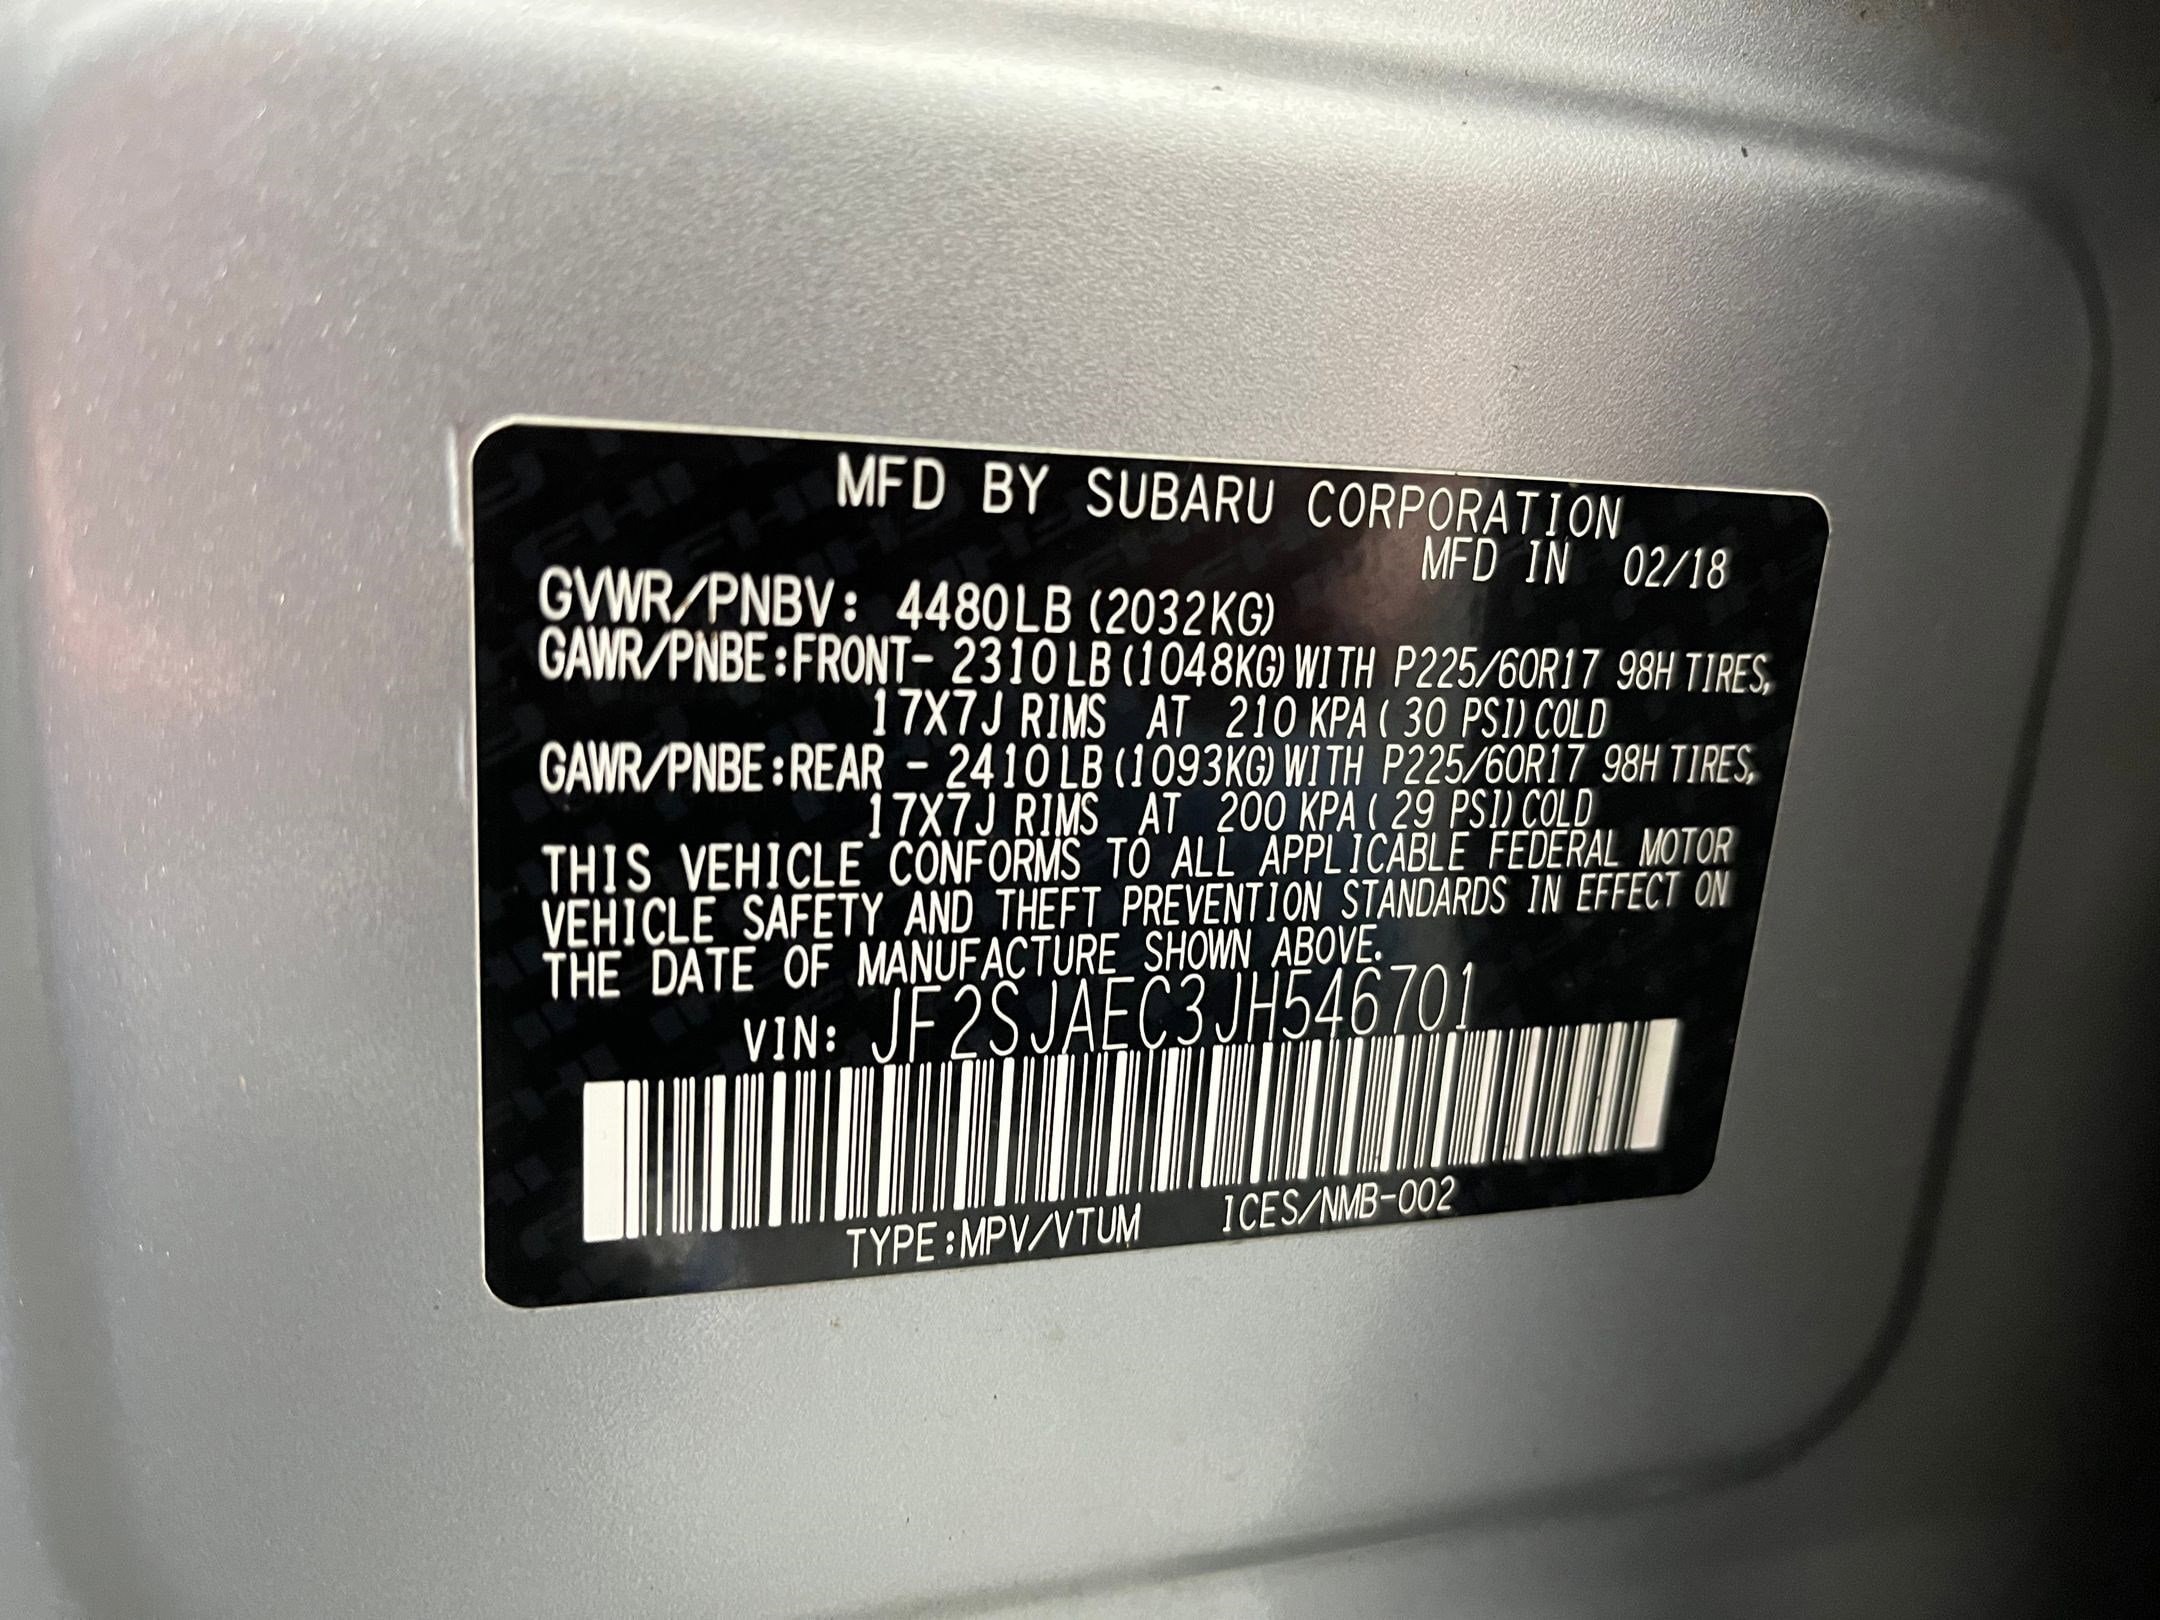 MFD BY SUBARU CORPORATION
MFD IN 02/18
GVWR/PNBV: 4480LB (2032KG)
GAWR/PNBE:FRONT- 2310LB (1048KG) WITH P225/60R17 98H TIRES,
17X7J RIMS AT 210 KPA ( 30 PSI) COLD
GAWR/PNBE:REAR - 2410LB (1093KG) WITH P225/60R17 98H TIRES,
17X7J RIMS AT 200 KPA ( 29 PSI) COLD
THIS VEHICLE CONFORMS TO ALL APPLICABLE FEDERAL MOTOR
VEHICLE SAFETY AND THEFT PREVENTION STANDARDS IN EFFECT ON
THE DATE OF MANUFACTURE SHOWN ABOVE.
VIN: JF2SJAEC3JH546701
TYPE:MPV/VTUM ICES/NMB-002